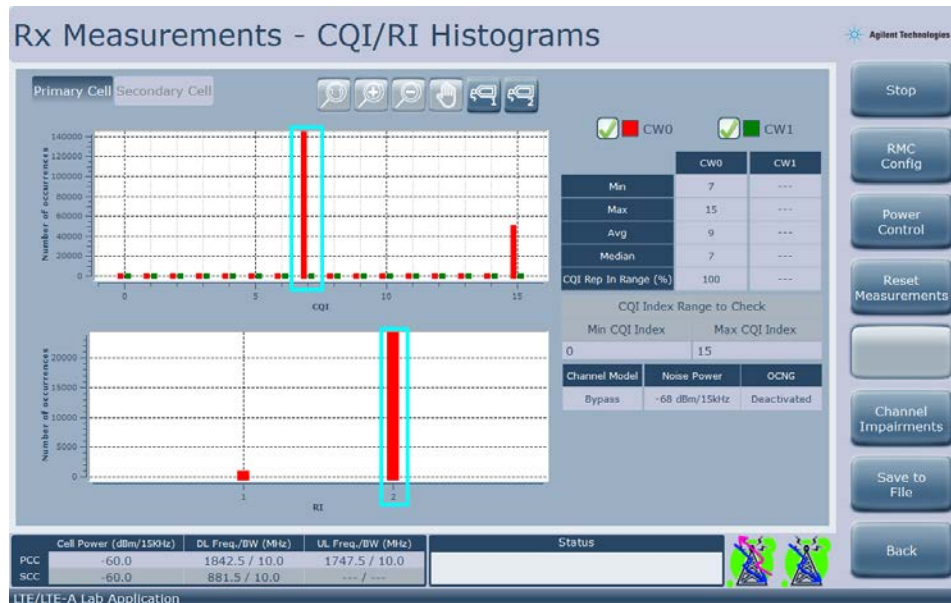 Rx Measurements - CQI/RI Histograms
Agilent Technologies
Primary Cell Secondary Cell
1:1
1
2
CW0 CW1
Number of occurrences
140000
120000
100000
80000
60000
40000
20000
0
0 5 10 15
CQI
CW0 CW1
Min 7 ---
Max 15 ---
Avg 9 ---
Median 7 ---
CQI Rep In Range (%) 100 ---
CQI Index Range to Check
Min CQI Index Max CQI Index
0 15
Channel Model Noise Power OCNG
Bypass -68 dBm/15kHz Deactivated
Number of occurrences
20000
15000
10000
5000
0
1 2
RI
Stop
RMC
Config
Power
Control
Reset
Measurements
Channel
Impairments
Save to
File
Back
Cell Power (dBm/15KHz) DL Freq./BW (MHz) UL Freq./BW (MHz)
PCC -60.0 1842.5 / 10.0 1747.5 / 10.0
SCC -60.0 881.5 / 10.0 --- / ---
Status
LTE/LTE-A Lab Application